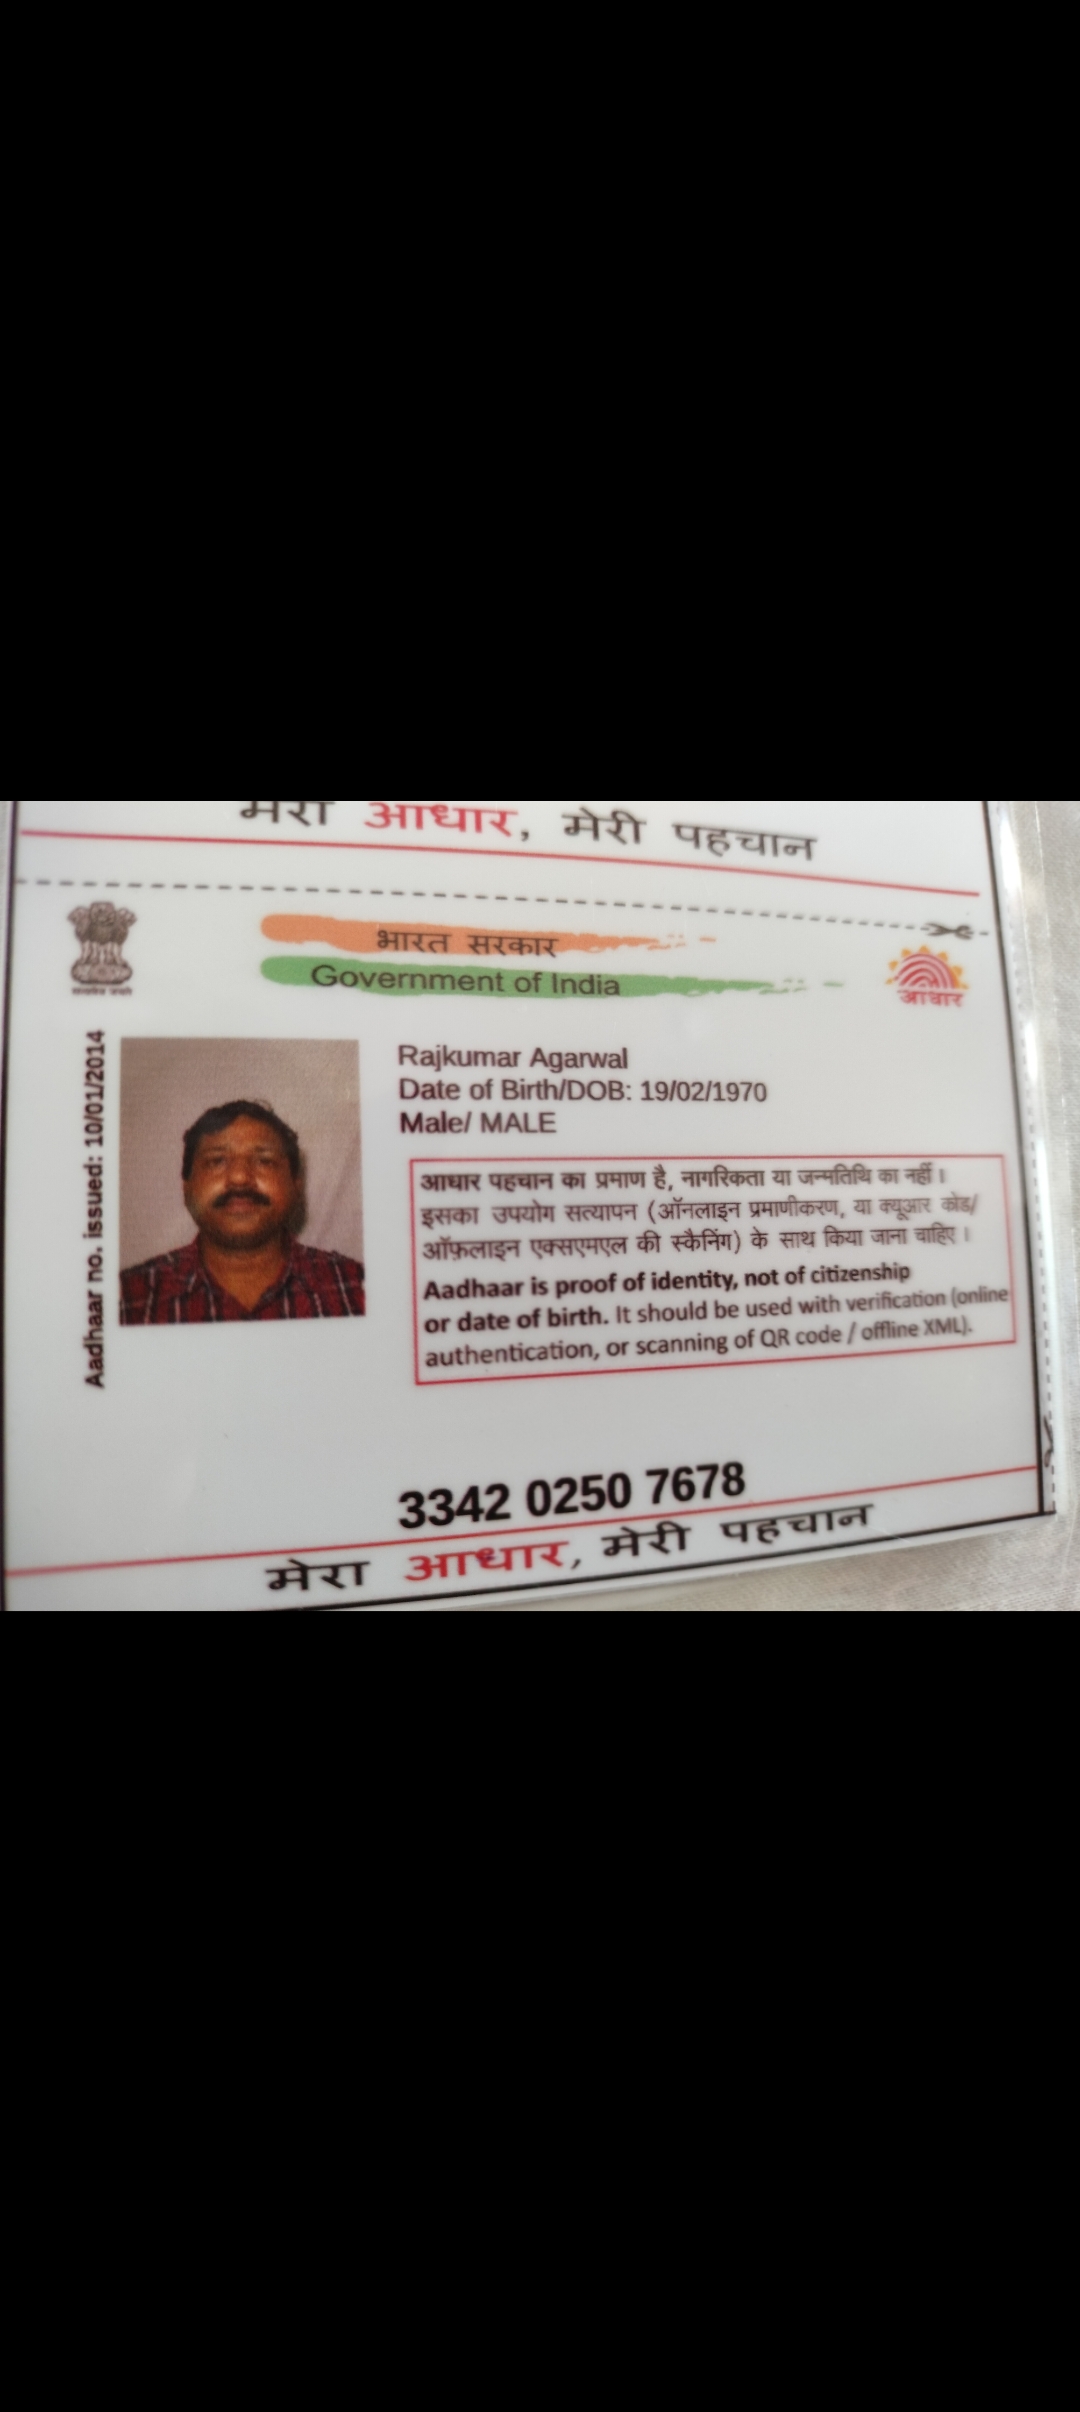 मेरा आधार, मेरी पहचान
भारत सरकार
Government of India
Aadhaar no. issued: 10/01/2014
Rajkumar Agarwal
Date of Birth/DOB: 19/02/1970
Male/ MALE
आधार पहचान का प्रमाण है, नागरिकता या जन्मतिथि का नहीं ।
इसका उपयोग सत्यापन (ऑनलाइन प्रमाणीकरण, या क्यूआर कोड/
ऑफ़लाइन एक्सएमएल की स्कैनिंग) के साथ किया जाना चाहिए ।
Aadhaar is proof of identity, not of citizenship
or date of birth. It should be used with verification (online
authentication, or scanning of QR code / offline XML).
आधार
3342 0250 7678
मेरा आधार, मेरी पहचान